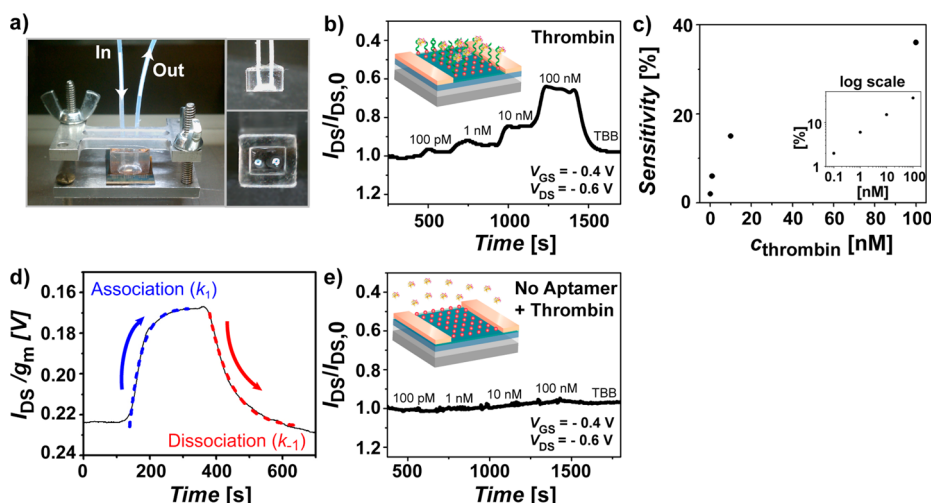 a)
In
Out
b)
Thrombin
0.4
0.6
0.8
1.0
1.2
I_DS/I_DS,0
100 pM
1 nM
10 nM
100 nM
TBB
V_GS = - 0.4 V
V_DS = - 0.6 V
500 1000 1500
Time [s]
c)
Sensitivity [%]
40
20
0
0 20 40 60 80 100
c_thrombin [nM]
log scale
[%]
10
1
0.1 1 10 100
[nM]
d)
I_DS /g_m [V]
0.16
0.18
0.20
0.22
0.24
Association (k_1)
Dissociation (k_-1)
0 200 400 600
Time [s]
e)
No Aptamer
+ Thrombin
I_DS/I_DS,0
0.4
0.6
0.8
1.0
1.2
100 pM 1 nM 10 nM 100 nM TBB
V_GS = - 0.4 V
V_DS = - 0.6 V
500 1000 1500
Time [s]